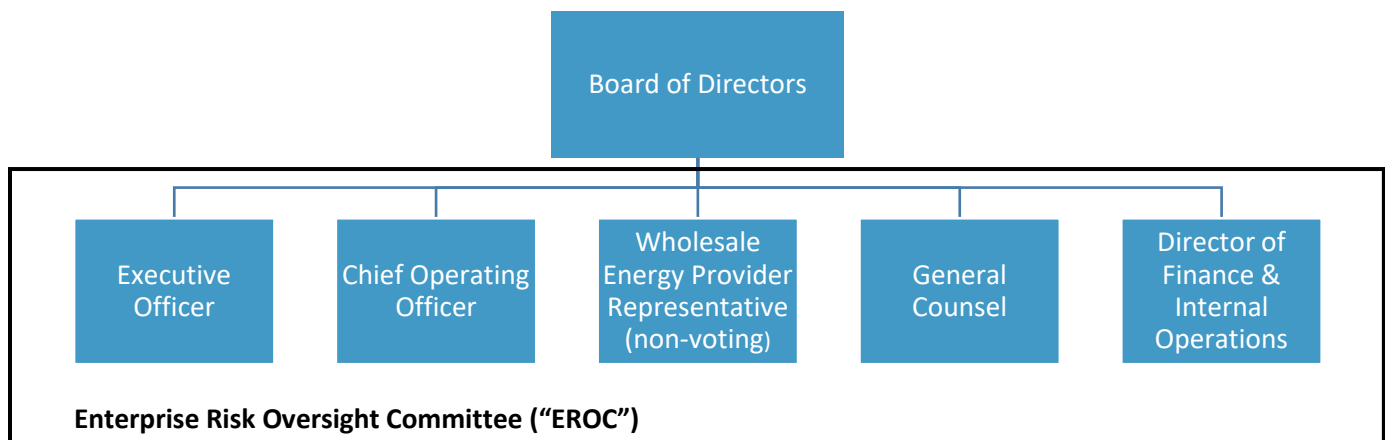 Board of Directors
Executive
Officer
Chief Operating
Officer
Wholesale
Energy Provider
Representative
(non-voting)
General
Counsel
Director of
Finance &
Internal
Operations
Enterprise Risk Oversight Committee (“EROC”)